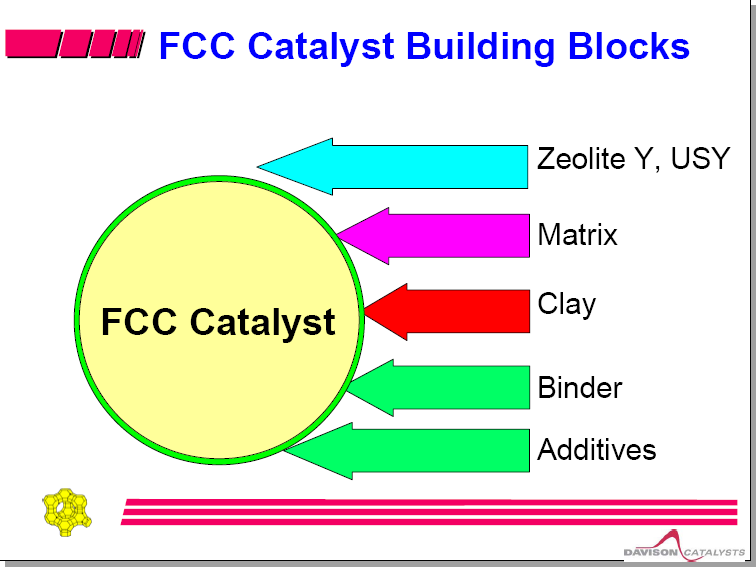 FCC Catalyst Building Blocks
Zeolite Y, USY
Matrix
Clay
FCC Catalyst
Binder
Additives
DAVISON CATALYSTS